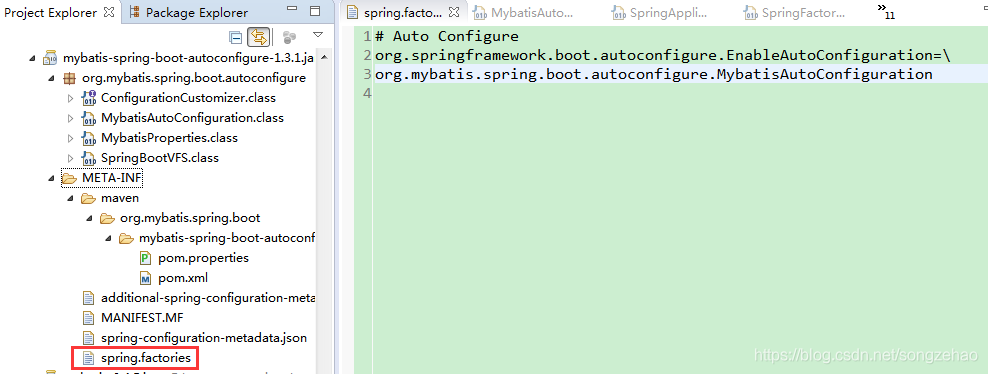 Project Explorer
Package Explorer
mybatis-spring-boot-autoconfigure-1.3.1.ja
org.mybatis.spring.boot.autoconfigure
ConfigurationCustomizer.class
MybatisAutoConfiguration.class
MybatisProperties.class
SpringBootVFS.class
META-INF
maven
org.mybatis.spring.boot
mybatis-spring-boot-autoconf
pom.properties
pom.xml
additional-spring-configuration-meta
MANIFEST.MF
spring-configuration-metadata.json
spring.factories
spring.facto...
MybatisAuto...
SpringAppli...
SpringFactor...
»11
1 # Auto Configure
2 org.springframework.boot.autoconfigure.EnableAutoConfiguration=\
3 org.mybatis.spring.boot.autoconfigure.MybatisAutoConfiguration
4
https://blog.csdn.net/songzehao